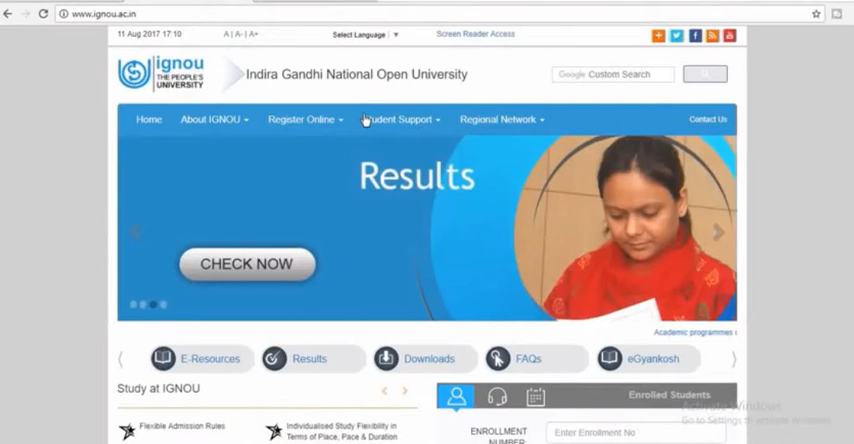 www.ignou.ac.in
11 Aug 2017 17:10
A | A- | A+
Select Language
Screen Reader Access
ignou
THE PEOPLE'S
UNIVERSITY
Indira Gandhi National Open University
Google Custom Search
Home
About IGNOU
Register Online
Student Support
Regional Network
Contact Us
Results
CHECK NOW
Academic programmes
E-Resources
Results
Downloads
FAQs
eGyankosh
Study at IGNOU
Enrolled Students
Activate Windows
Go to Settings to activate Windows.
Flexible Admission Rules
Individualised Study Flexibility in
Terms of Place, Pace & Duration
ENROLLMENT
NUMBER
Enter Enrollment No